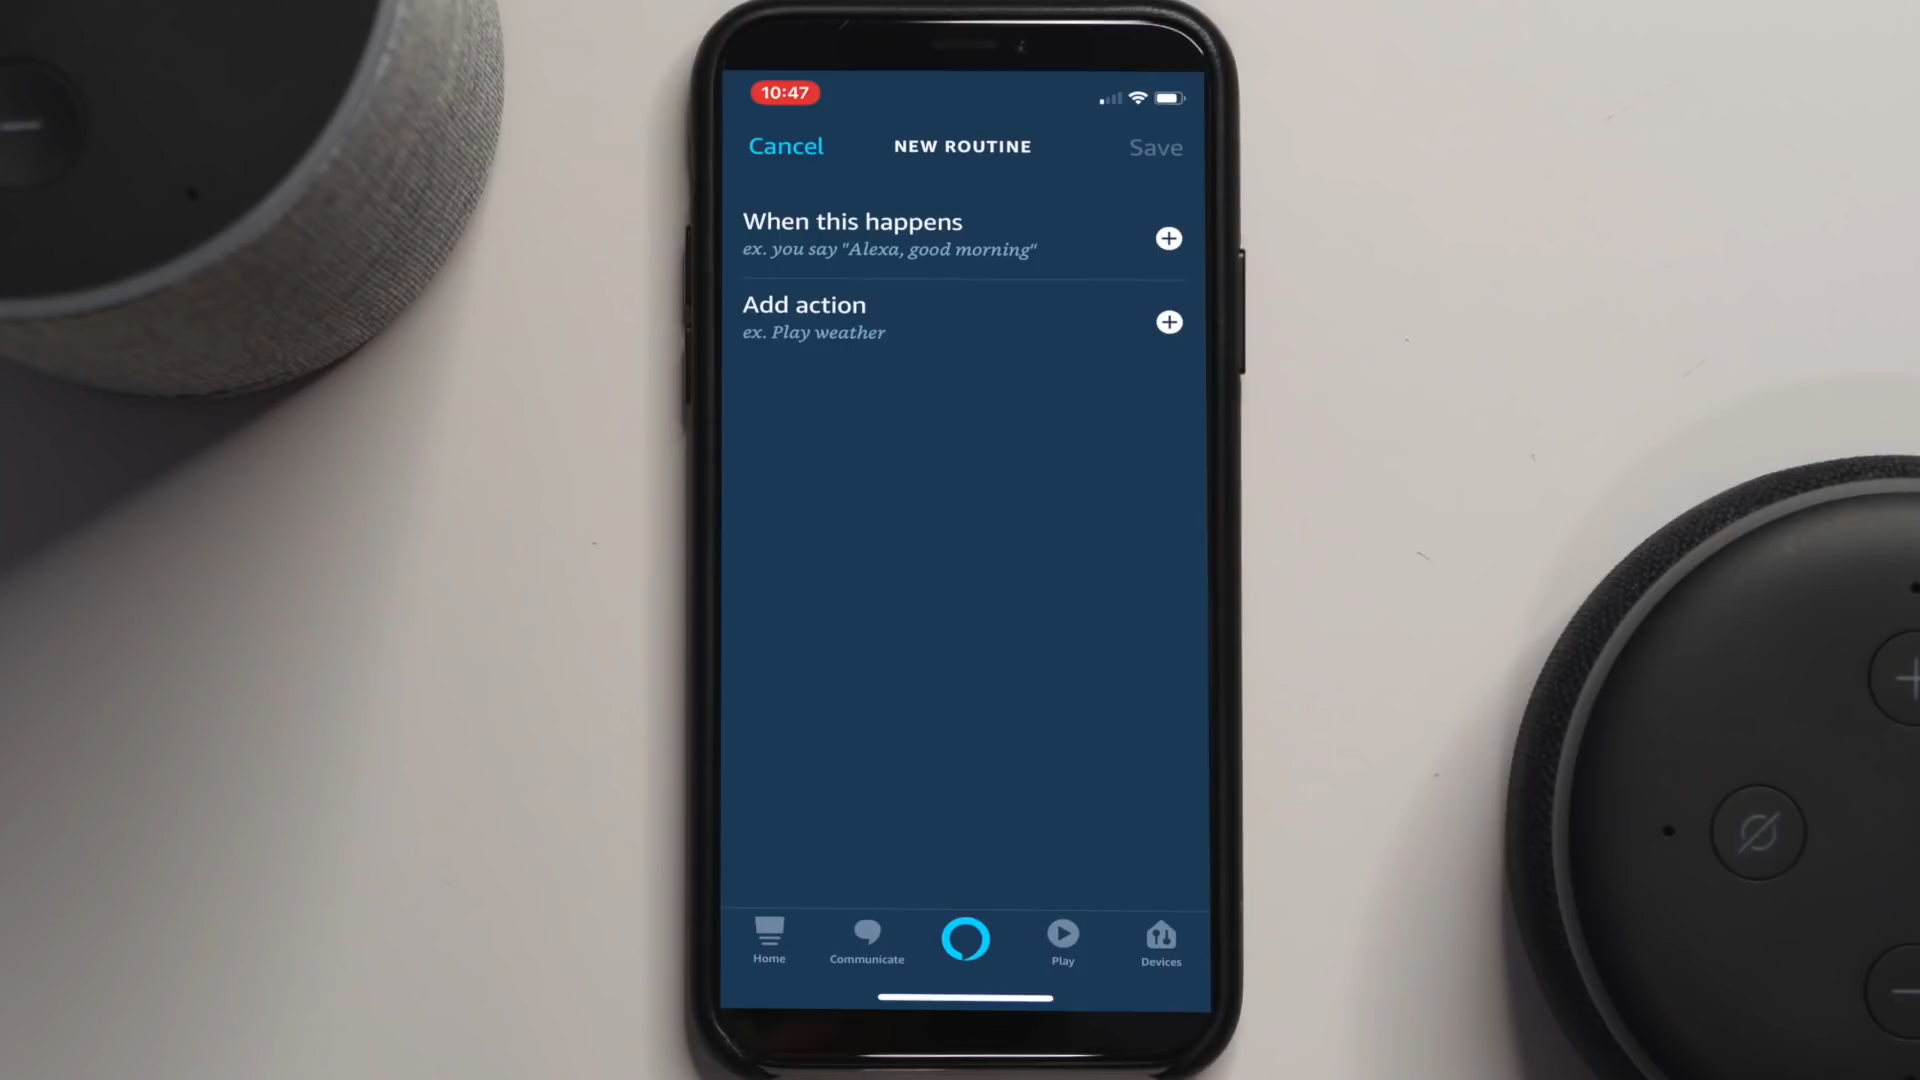 10:47
Cancel NEW ROUTINE Save
When this happens
ex. you say "Alexa, good morning"
Add action
ex. Play weather
Home Communicate Play Devices